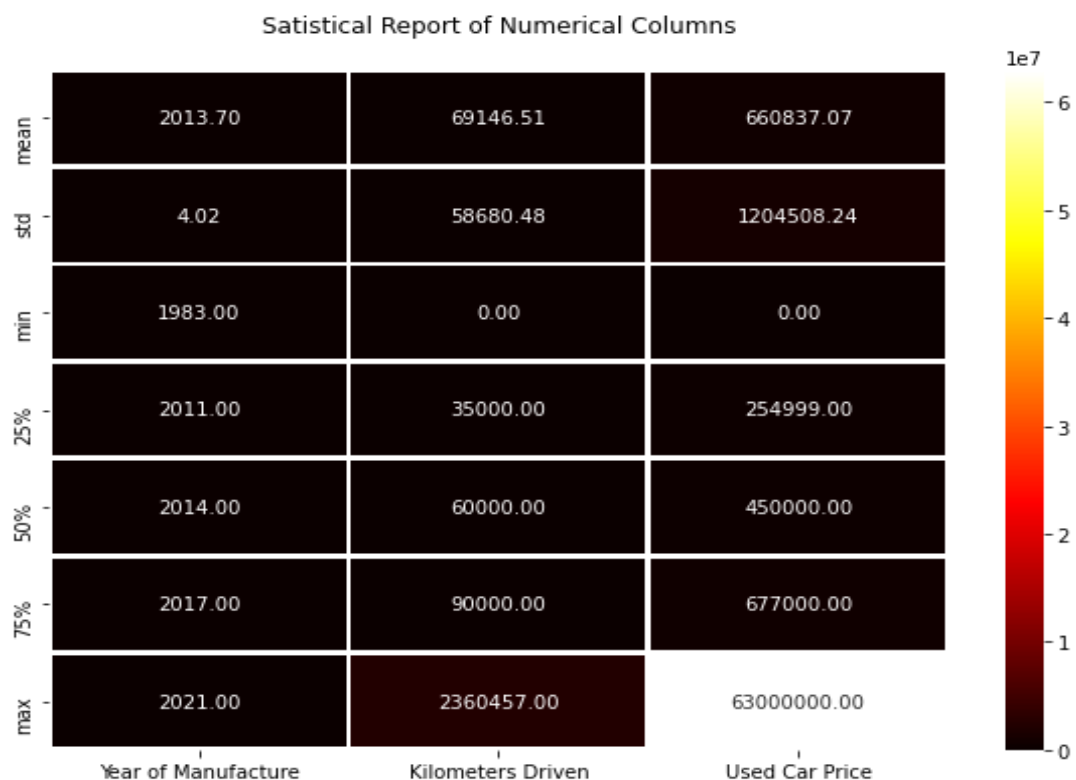 Satistical Report of Numerical Columns
1e7
mean 2013.70 69146.51 660837.07
std 4.02 58680.48 1204508.24
min 1983.00 0.00 0.00
25% 2011.00 35000.00 254999.00
50% 2014.00 60000.00 450000.00
75% 2017.00 90000.00 677000.00
max 2021.00 2360457.00 63000000.00
Year of Manufacture Kilometers Driven Used Car Price
6
5
4
3
2
1
0